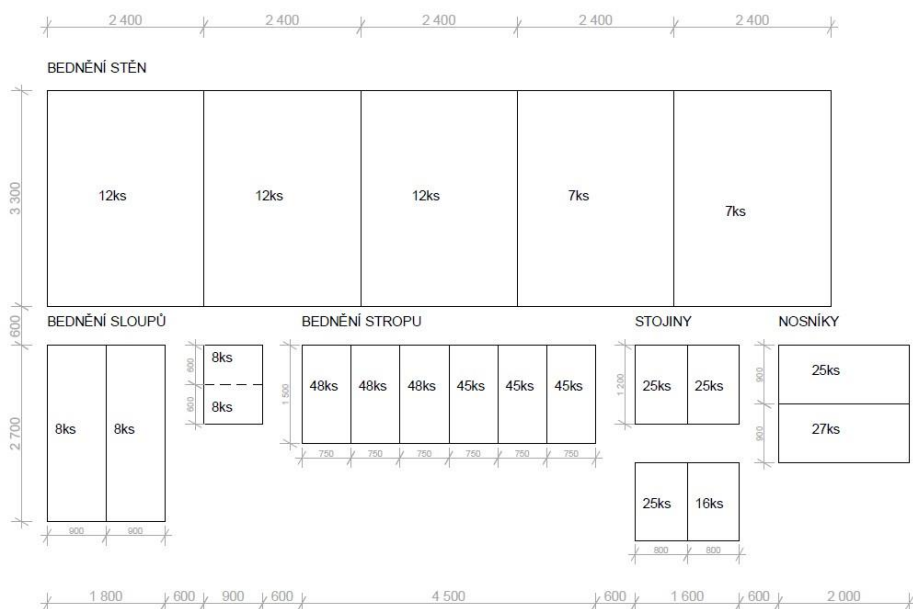 2 400 2 400 2 400 2 400 2 400
BEDNĚNÍ STĚN
3 300
12ks 12ks 12ks 7ks 7ks
600
BEDNĚNÍ SLOUPŮ BEDNĚNÍ STROPU STOJINY NOSNÍKY
2 700
8ks 8ks
900 900
600 8ks
600 8ks
1 500
48ks 48ks 48ks 45ks 45ks 45ks
750 750 750 750 750 750
1 200
25ks 25ks
25ks 16ks
800 800
900 25ks
900 27ks
1 800 600 900 600 4 500 600 1 600 600 2 000